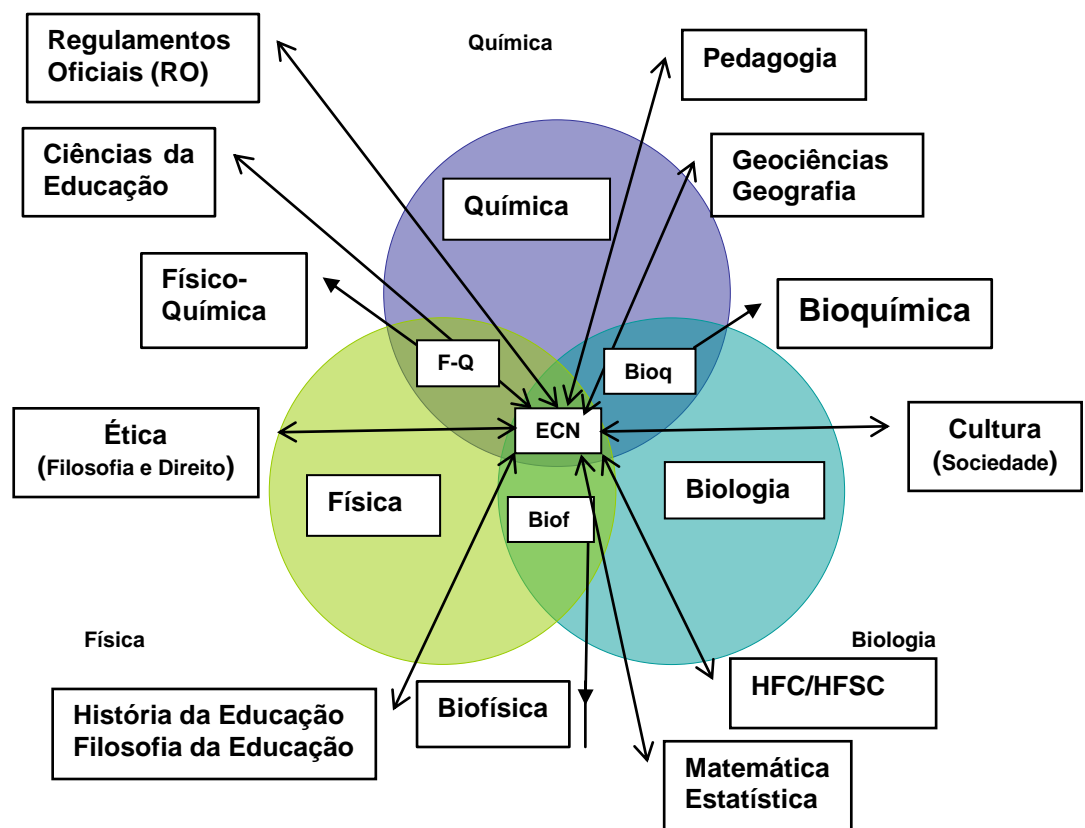 Regulamentos
Oficiais (RO)
Química
Pedagogia
Ciências da
Educação
Geociências
Geografia
Química
Físico-
Química
Bioquímica
F-Q
Bioq
Ética
(Filosofia e Direito)
ECN
Cultura
(Sociedade)
Física
Biof
Biologia
Física
Biologia
História da Educação
Filosofia da Educação
Biofísica
HFC/HFSC
Matemática
Estatística